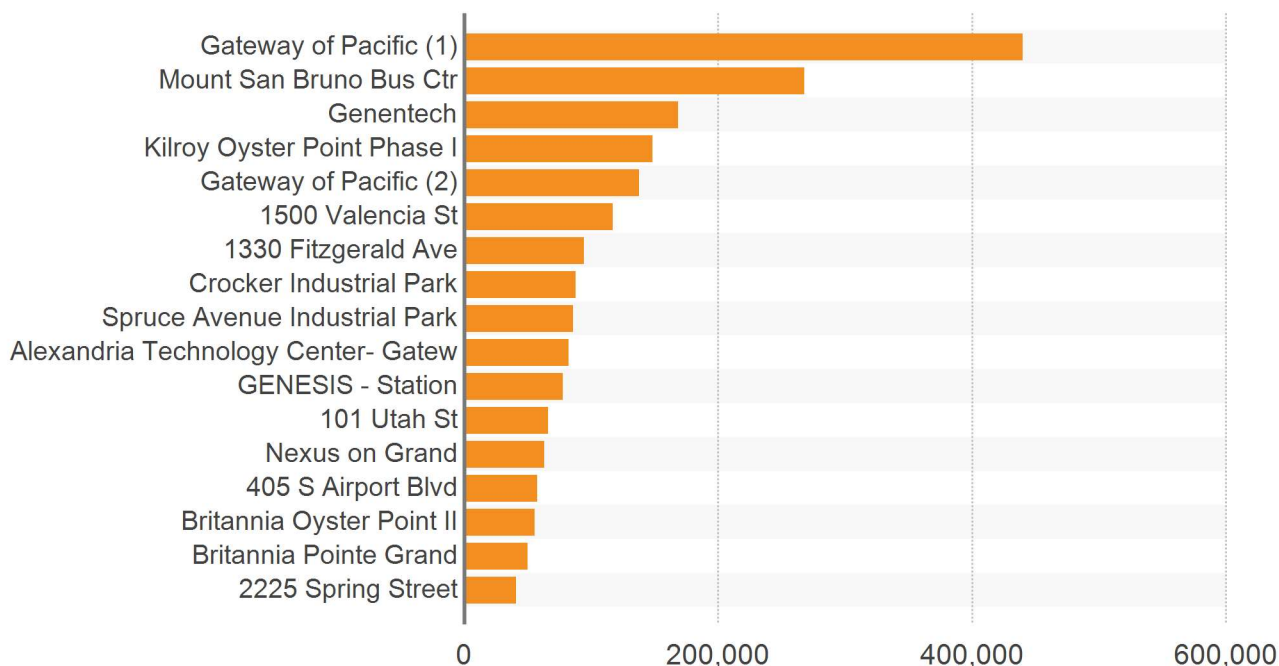 Gateway of Pacific (1)
Mount San Bruno Bus Ctr
Genentech
Kilroy Oyster Point Phase I
Gateway of Pacific (2)
1500 Valencia St
1330 Fitzgerald Ave
Crocker Industrial Park
Spruce Avenue Industrial Park
Alexandria Technology Center- Gatew
GENESIS - Station
101 Utah St
Nexus on Grand
405 S Airport Blvd
Britannia Oyster Point II
Britannia Pointe Grand
2225 Spring Street
0 200,000 400,000 600,000